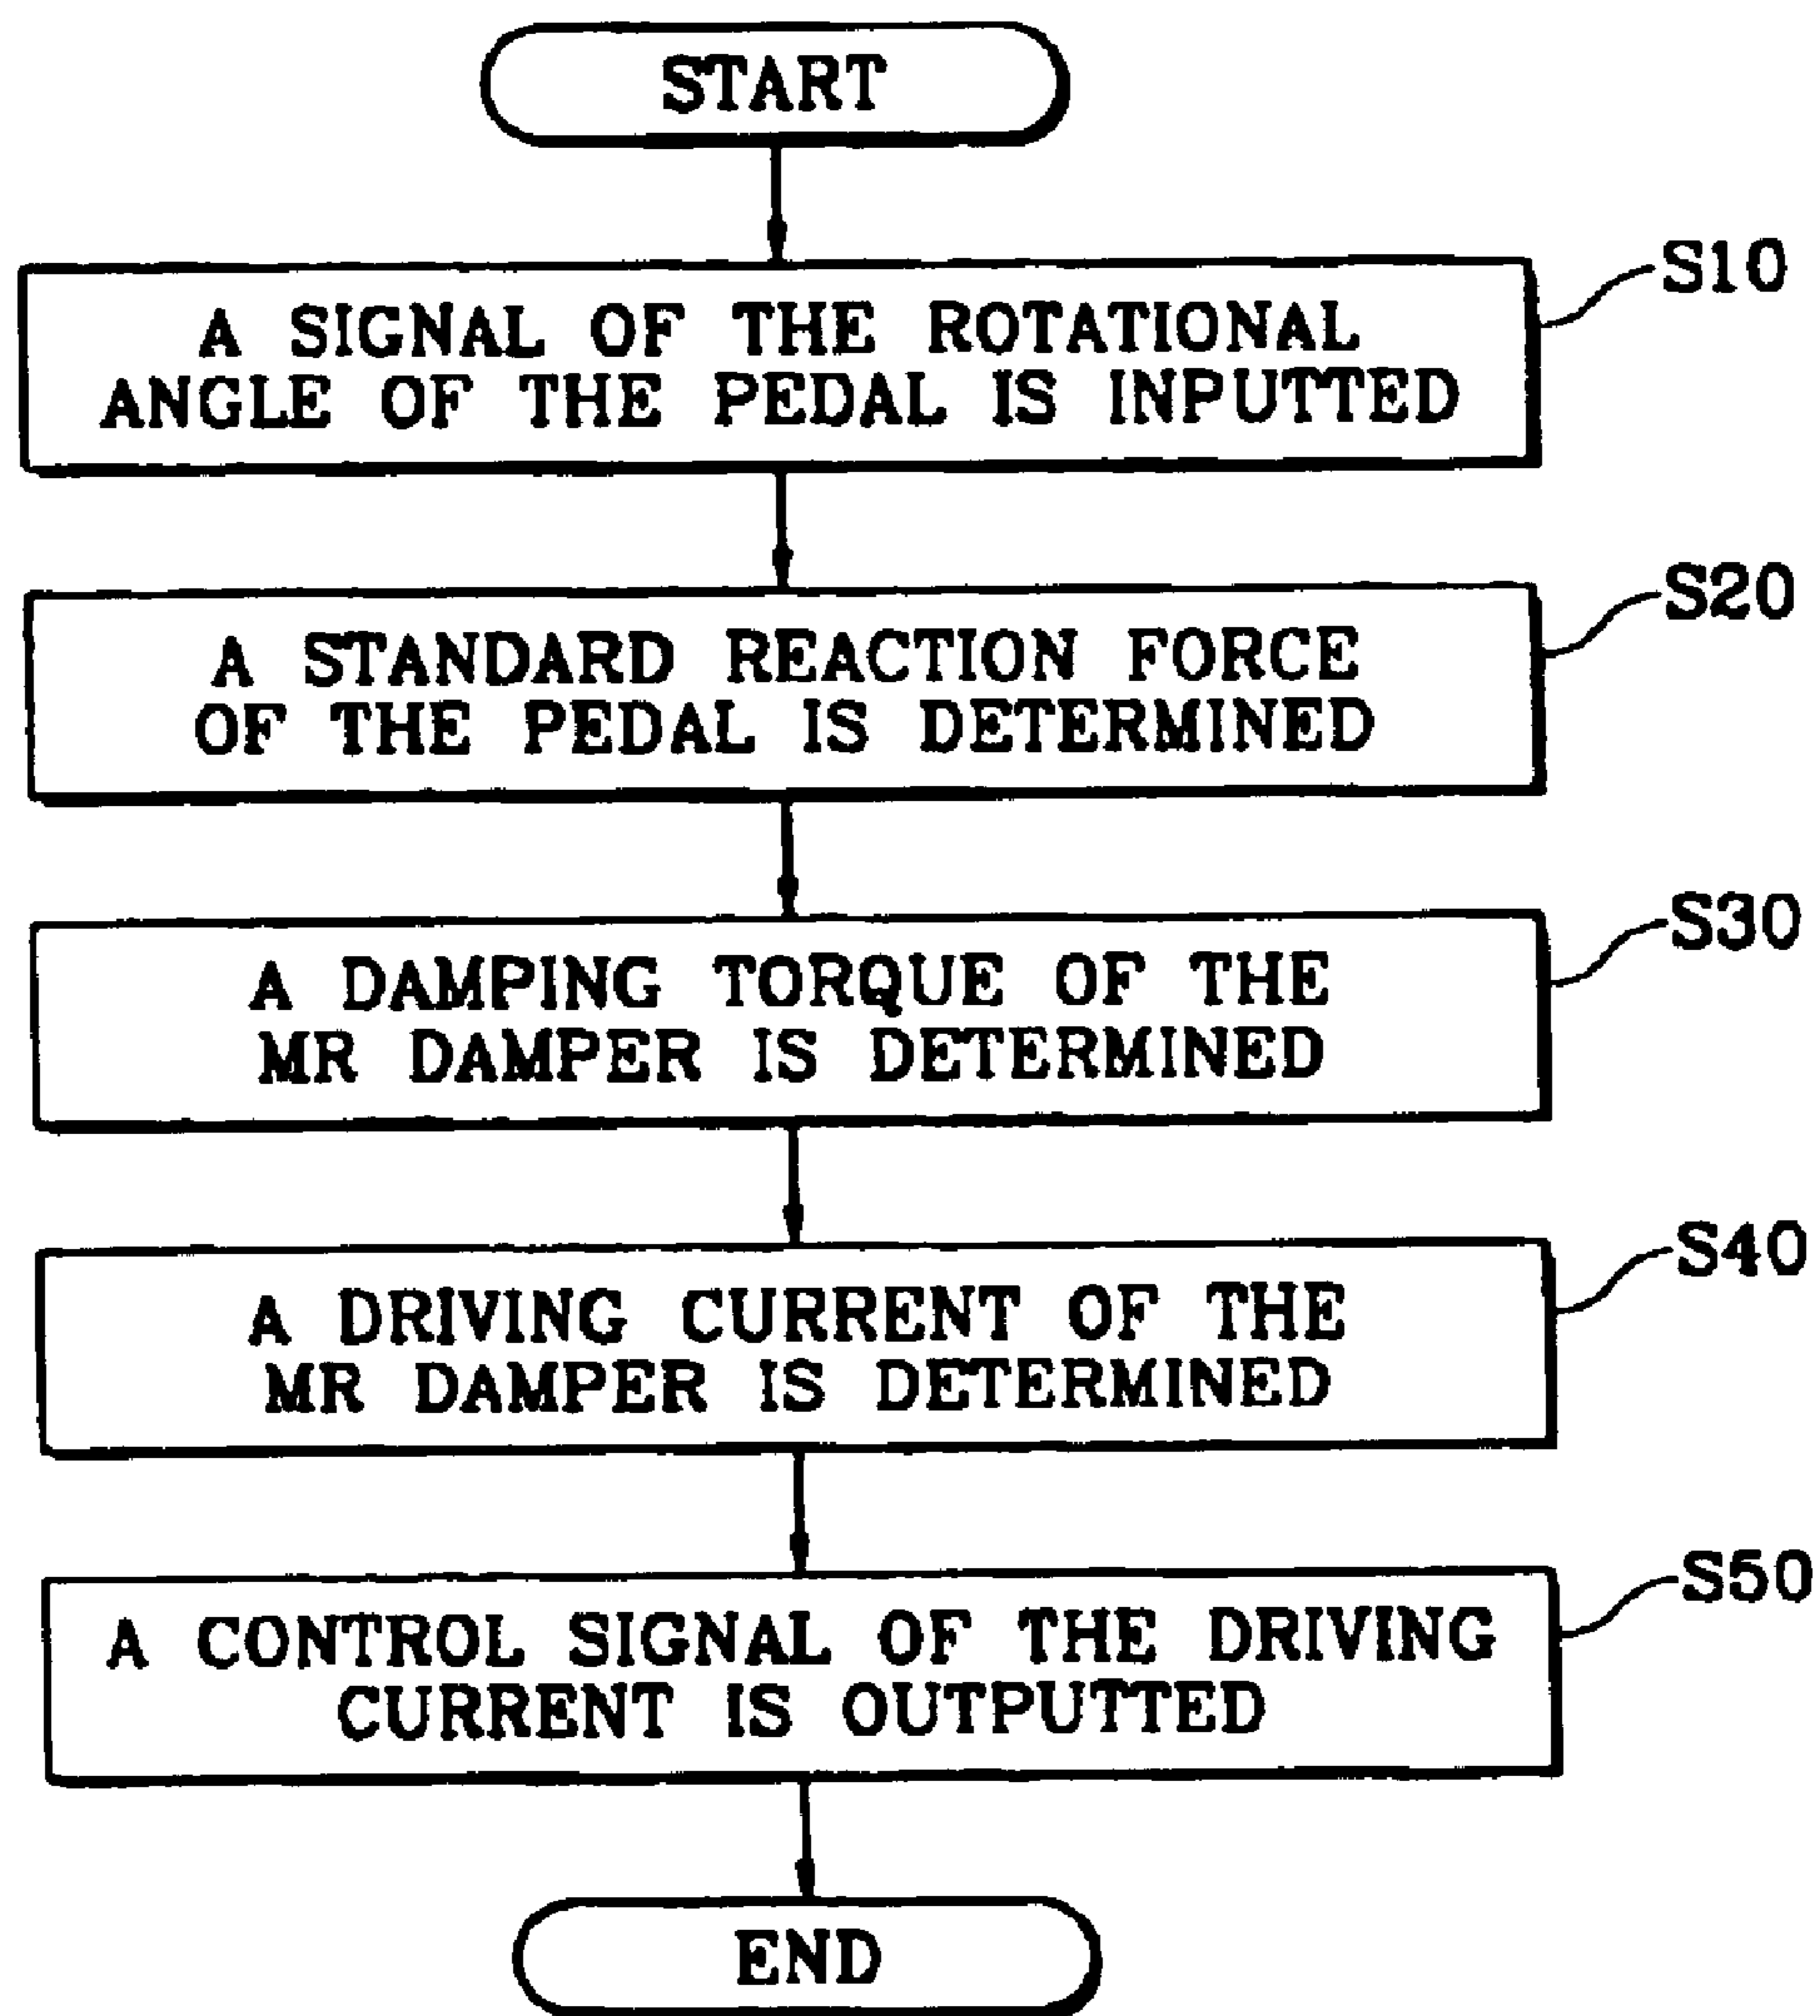 START
S10
A SIGNAL OF THE ROTATIONAL
ANGLE OF THE PEDAL IS INPUTTED
S20
A STANDARD REACTION FORCE
OF THE PEDAL IS DETERMINED
S30
A DAMPING TORQUE OF THE
MR DAMPER IS DETERMINED
S40
A DRIVING CURRENT OF THE
MR DAMPER IS DETERMINED
S50
A CONTROL SIGNAL OF THE DRIVING
CURRENT IS OUTPUTTED
END